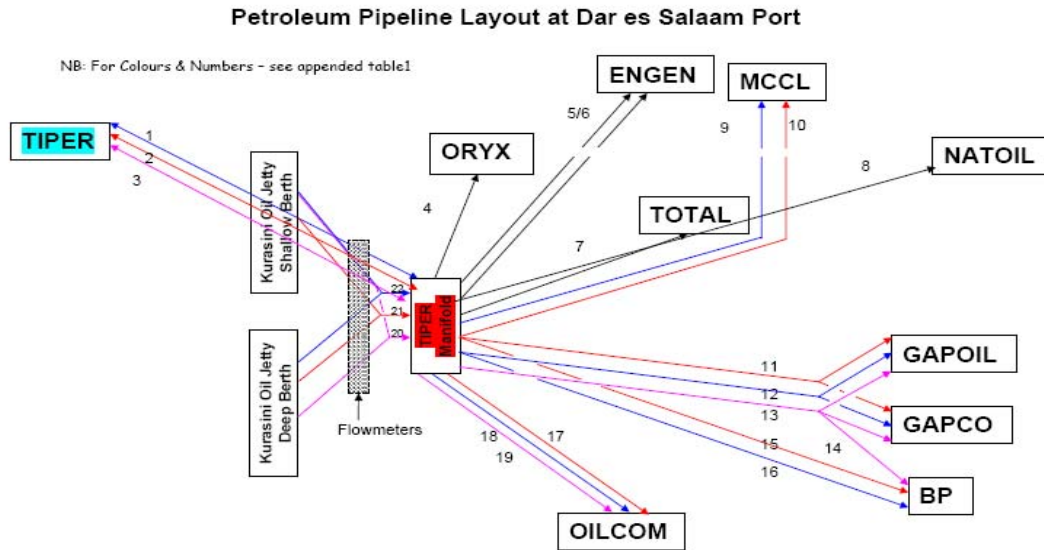 Petroleum Pipeline Layout at Dar es Salaam Port
NB: For Colours & Numbers – see appended table1
ENGEN
MCCL
5/6
9
10
TIPER
1
2
3
ORYX
NATOIL
8
Kurasini Oil Jetty
Shallow Berth
4
TOTAL
7
22
21
20
TIPER
Manifold
Kurasini Oil Jetty
Deep Berth
Flowmeters
11
12
13
GAPOIL
GAPCO
18
17
19
15
14
16
BP
OILCOM